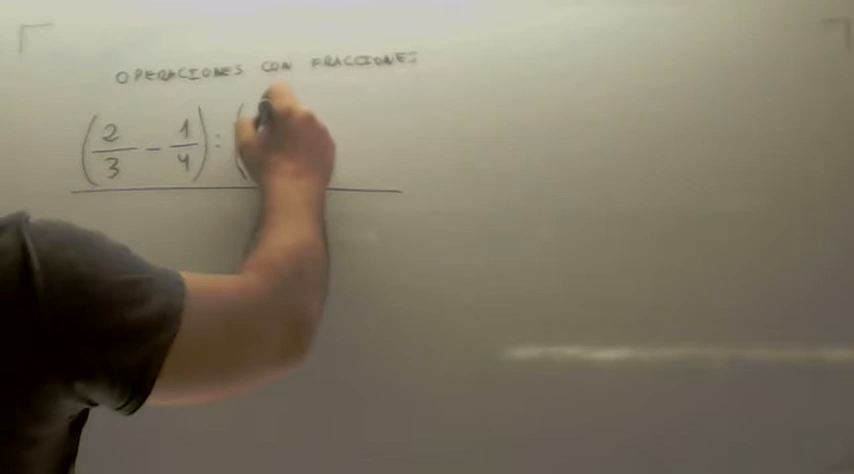 OPERACIONES CON FRACCIONES
(2/3 - 1/4) : (